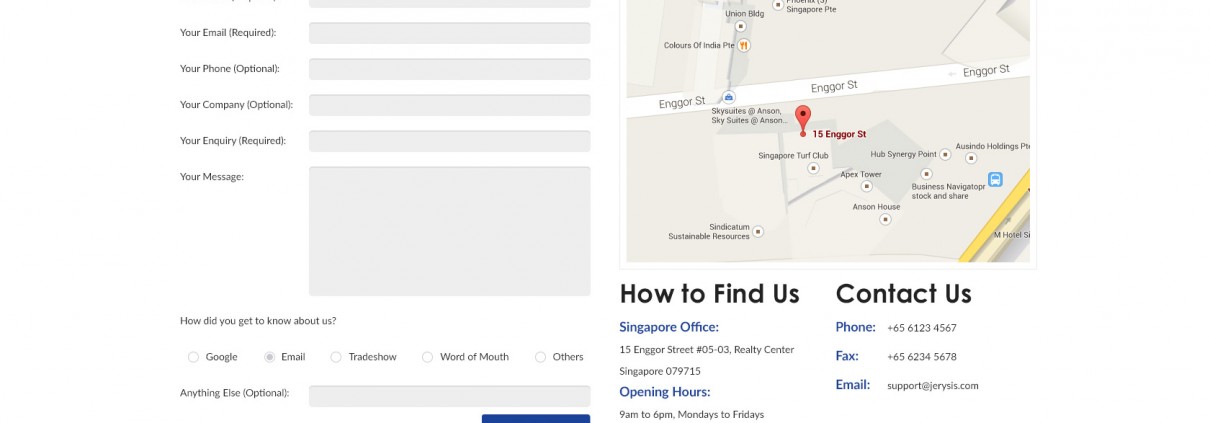 Your Email (Required):
Your Phone (Optional):
Your Company (Optional):
Your Enquiry (Required):
Your Message:
How did you get to know about us?
Google
Email
Tradeshow
Word of Mouth
Others
Anything Else (Optional):
Union Bldg
Singapore Pte
Colours Of India Pte
Enggor St
Enggor St
Enggor St
Skysuites @ Anson,
Sky Suites @ Anson...
15 Enggor St
Singapore Turf Club
Hub Synergy Point
Ausindo Holdings Pte
Apex Tower
Business Navigatopr
stock and share
Anson House
Sindicatum
Sustainable Resources
M Hotel Si
How to Find Us
Singapore Office:
15 Enggor Street #05-03, Realty Center
Singapore 079715
Opening Hours:
9am to 6pm, Mondays to Fridays
Contact Us
Phone: +65 6123 4567
Fax: +65 6234 5678
Email: support@jerysis.com